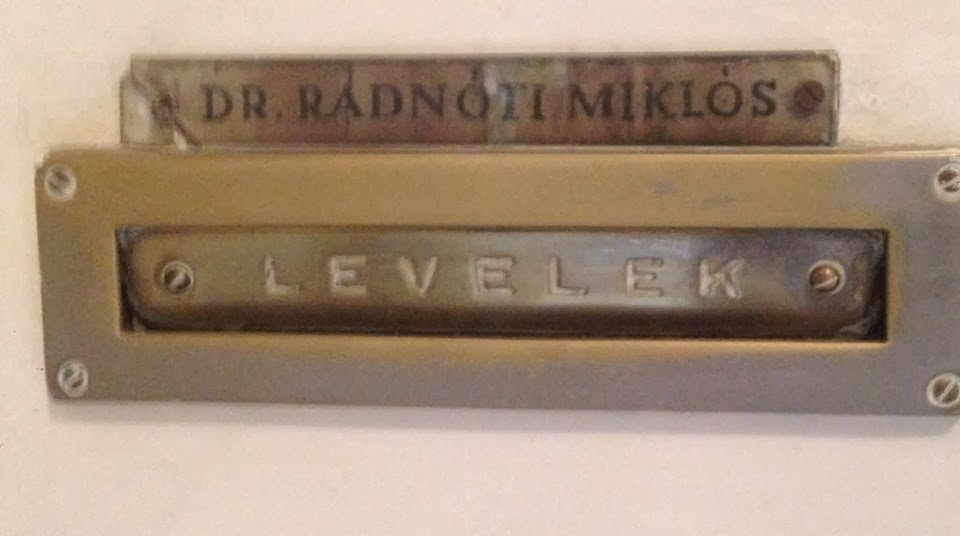 DR. RADNÓTI MIKLÓS
LEVELEK